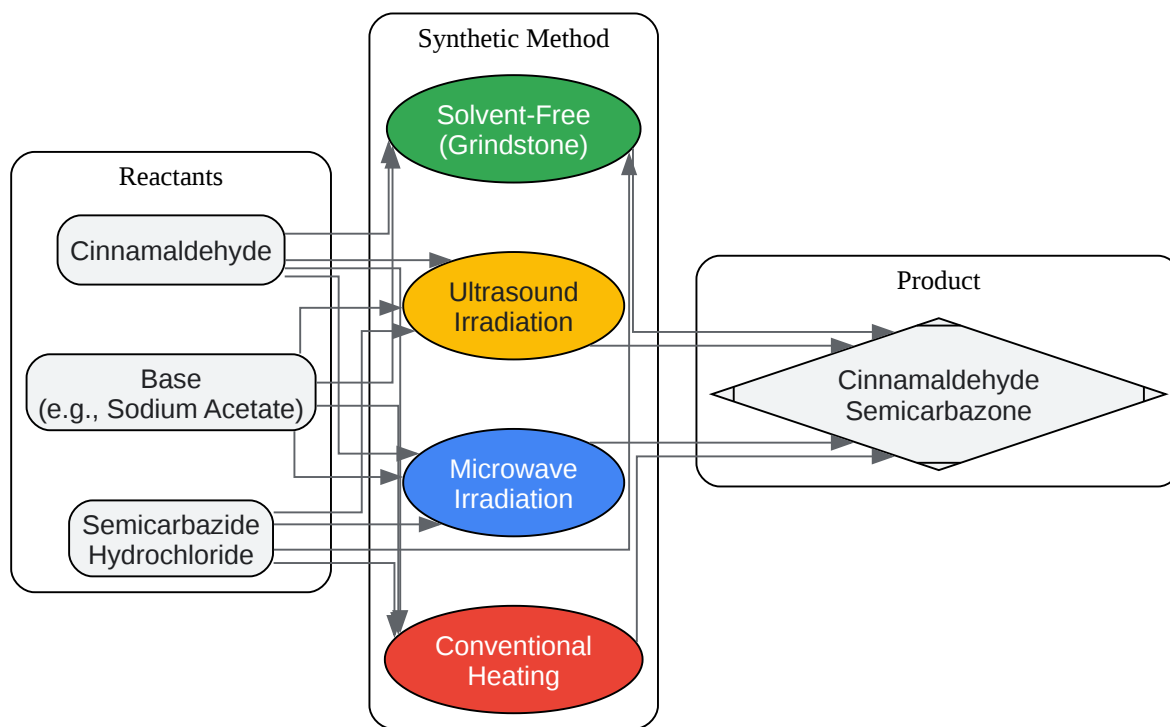 Reactants
Cinnamaldehyde
Base
(e.g., Sodium Acetate)
Semicarbazide
Hydrochloride
Synthetic Method
Solvent-Free
(Grindstone)
Ultrasound
Irradiation
Microwave
Irradiation
Conventional
Heating
Product
Cinnamaldehyde
Semicarbazone